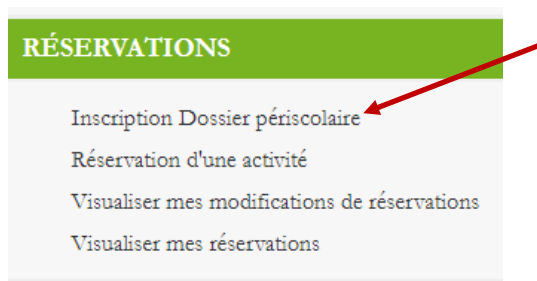 RÉSERVATIONS
Inscription Dossier périscolaire
Réservation d'une activité
Visualiser mes modifications de réservations
Visualiser mes réservations